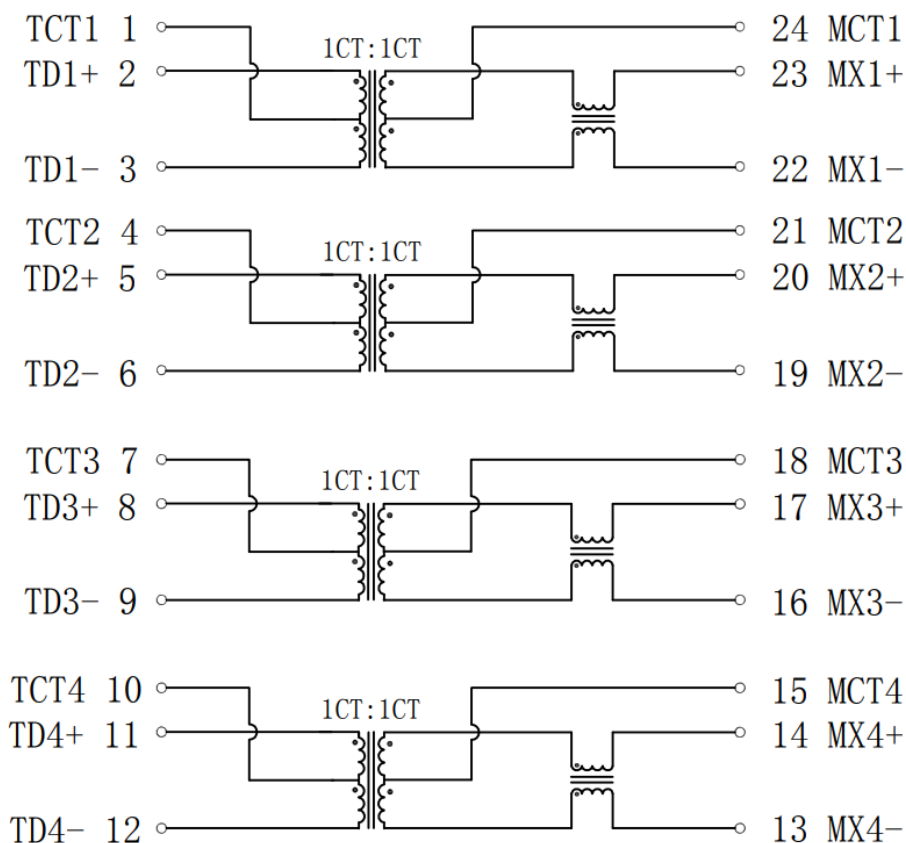 TCT1 1 24 MCT1
1CT:1CT
TD1+ 2 23 MX1+
TD1- 3 22 MX1-
TCT2 4 21 MCT2
1CT:1CT
TD2+ 5 20 MX2+
TD2- 6 19 MX2-
TCT3 7 18 MCT3
1CT:1CT
TD3+ 8 17 MX3+
TD3- 9 16 MX3-
TCT4 10 15 MCT4
1CT:1CT
TD4+ 11 14 MX4+
TD4- 12 13 MX4-